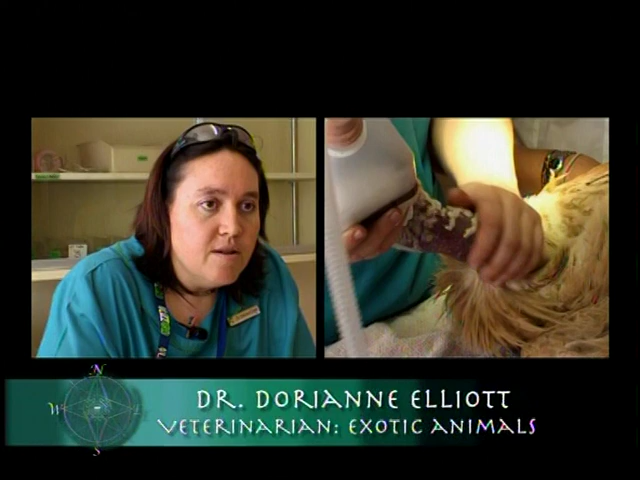 N
W
DR. DORIANNE ELLIOTT
VETERINARIAN: EXOTIC ANIMALS
S